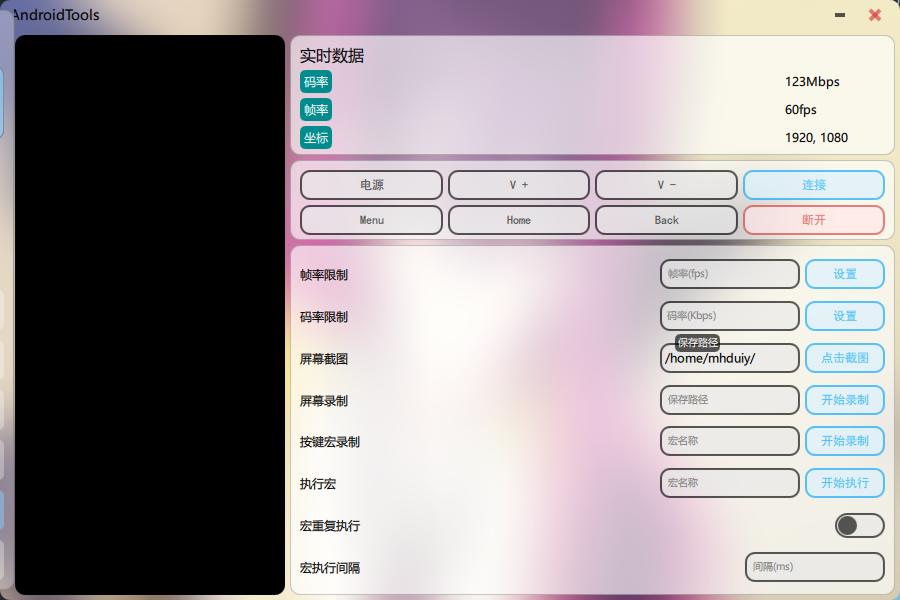 AndroidTools
实时数据
码率 123Mbps
帧率 60fps
坐标 1920, 1080
电源 V + V - 连接
Menu Home Back 断开
帧率限制 帧率(fps) 设置
码率限制 码率(Kbps) 设置
保存路径
屏幕截图 /home/mhduiy/ 点击截图
屏幕录制 保存路径 开始录制
按键宏录制 宏名称 开始录制
执行宏 宏名称 开始执行
宏重复执行
宏执行间隔 间隔(ms)